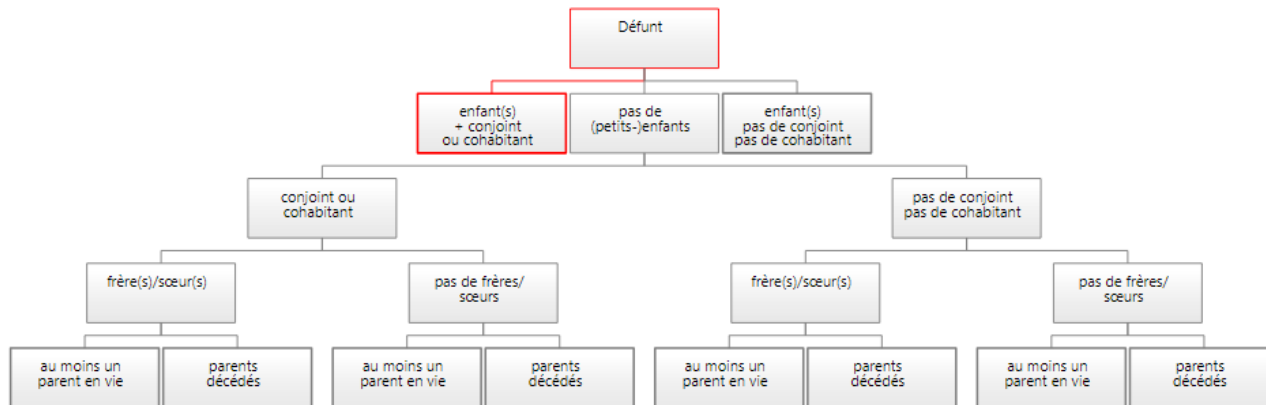 Défunt
enfant(s)
+ conjoint
ou cohabitant
pas de
(petits-)enfants
enfant(s)
pas de conjoint
pas de cohabitant
conjoint ou
cohabitant
pas de conjoint
pas de cohabitant
frère(s)/sœur(s)
pas de frères/
sœurs
frère(s)/sœur(s)
pas de frères/
sœurs
au moins un
parent en vie
parents
décédés
au moins un
parent en vie
parents
décédés
au moins un
parent en vie
parents
décédés
au moins un
parent en vie
parents
décédés